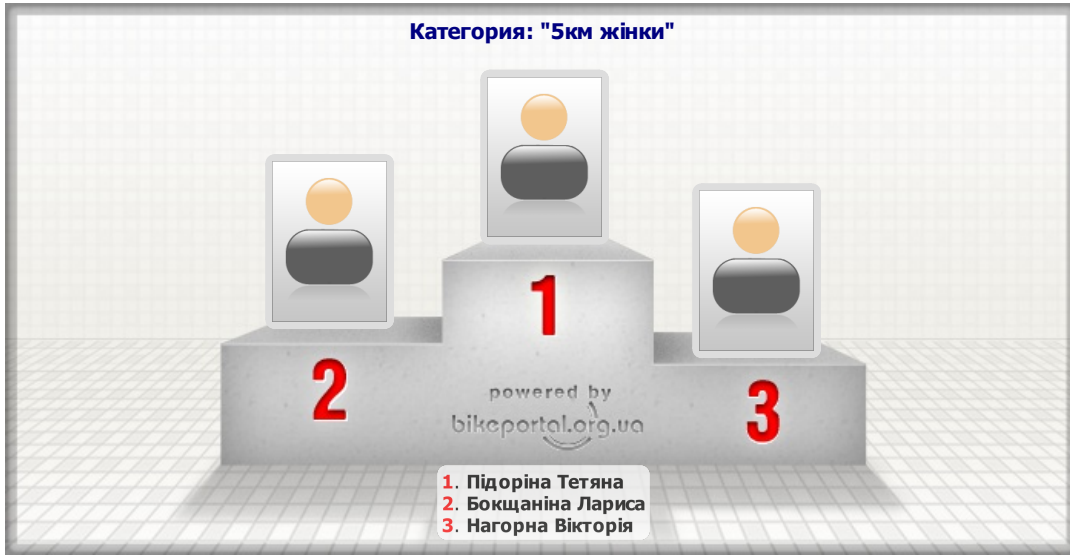 Категория: "5км жінки"
1
2
3
powered by
bikeportal.org.ua
1. Підоріна Тетяна
2. Бокщаніна Лариса
3. Нагорна Вікторія